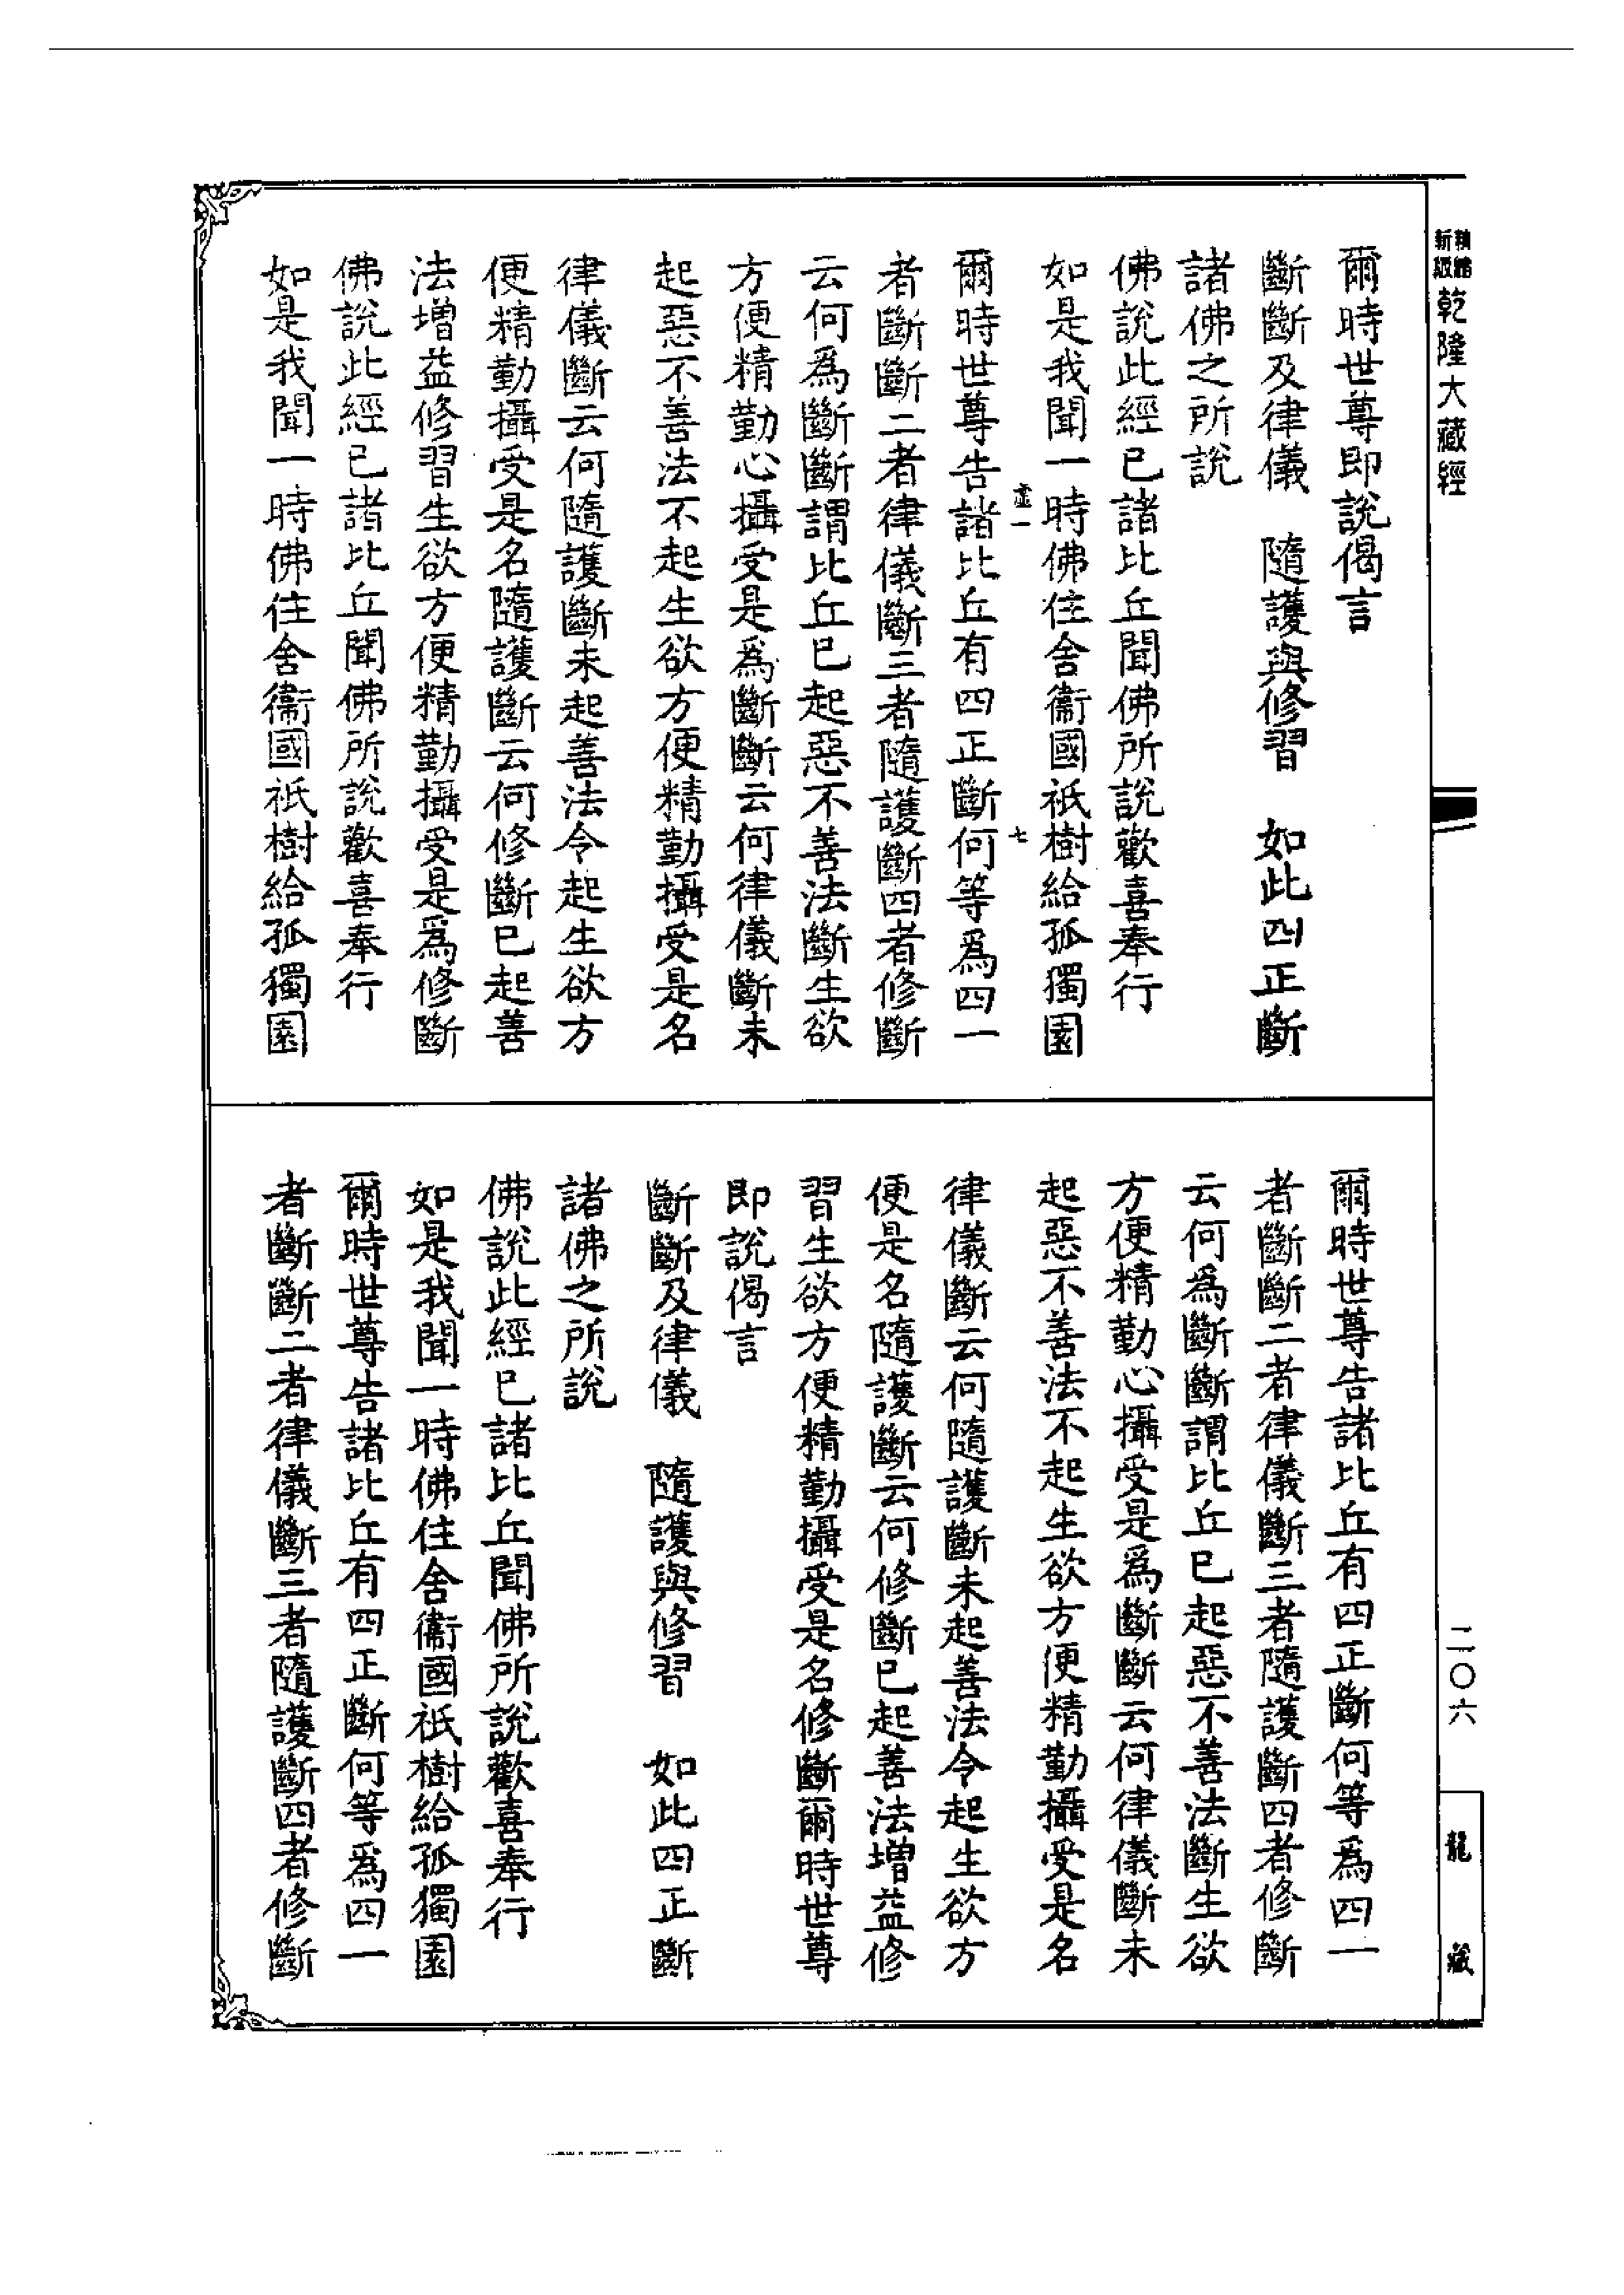 乾隆大藏經
爾時世尊即說偈言
斷斷及律儀　隨護與修習　如此四正斷
諸佛之所說
佛說此經已諸比丘聞佛所說歡喜奉行
如是我聞一時佛住舍衞國祇樹給孤獨園
虛一　七
爾時世尊告諸比丘有四正斷何等爲四一
者斷斷二者律儀斷三者隨護斷四者修斷
云何爲斷斷謂比丘已起惡不善法斷生欲
方便精勤心攝受是爲斷斷云何律儀斷未
起惡不善法不起生欲方便精勤攝受是名
律儀斷云何隨護斷未起善法令起生欲方
便精勤攝受是名隨護斷云何修斷已起善
法增益修習生欲方便精勤攝受是爲修斷
佛說此經已諸比丘聞佛所說歡喜奉行
如是我聞一時佛住舍衞國祇樹給孤獨園
爾時世尊告諸比丘有四正斷何等爲四一
者斷斷二者律儀斷三者隨護斷四者修斷
云何爲斷斷謂比丘已起惡不善法斷生欲
方便精勤心攝受是爲斷斷云何律儀斷未
起惡不善法不起生欲方便精勤攝受是名
律儀斷云何隨護斷未起善法令起生欲方
便是名隨護斷云何修斷已起善法增益修
習生欲方便精勤攝受是名修斷爾時世尊
即說偈言
斷斷及律儀　隨護與修習　如此四正斷
諸佛之所說
佛說此經已諸比丘聞佛所說歡喜奉行
如是我聞一時佛住舍衞國祇樹給孤獨園
爾時世尊告諸比丘有四正斷何等爲四一
者斷斷二者律儀斷三者隨護斷四者修斷
二〇六
龍藏